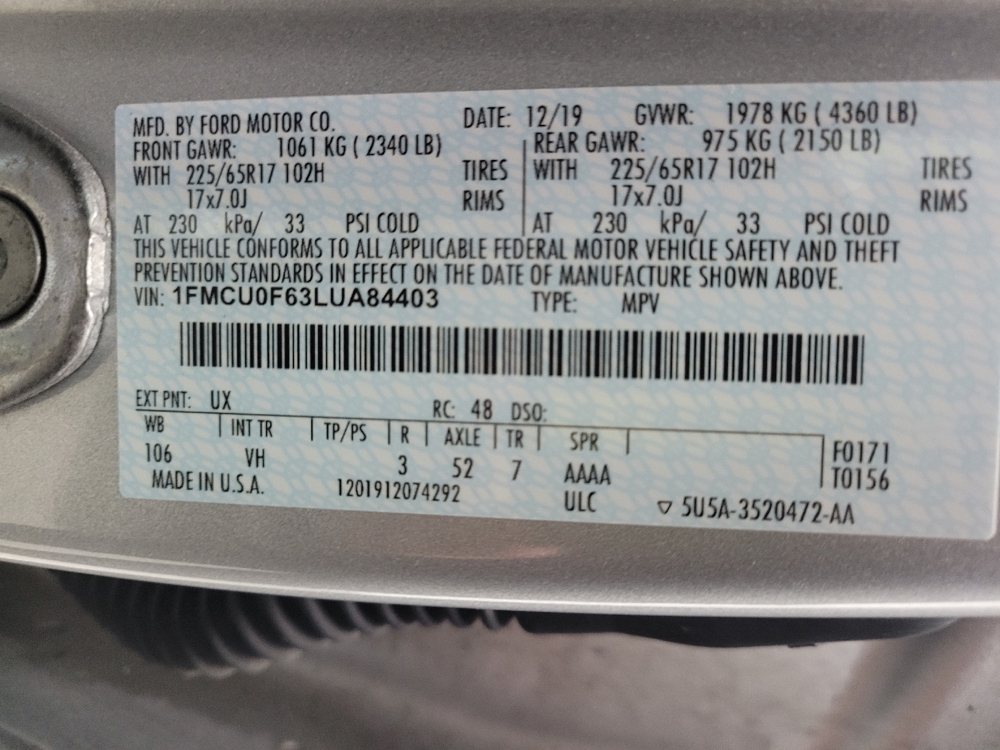 MFD. BY FORD MOTOR CO. DATE: 12/19 GVWR: 1978 KG ( 4360 LB)
FRONT GAWR: 1061 KG ( 2340 LB) REAR GAWR: 975 KG ( 2150 LB)
WITH 225/65R17 102H TIRES WITH 225/65R17 102H TIRES
17x7.0J RIMS 17x7.0J RIMS
AT 230 kPa/ 33 PSI COLD AT 230 kPa/ 33 PSI COLD
THIS VEHICLE CONFORMS TO ALL APPLICABLE FEDERAL MOTOR VEHICLE SAFETY AND THEFT
PREVENTION STANDARDS IN EFFECT ON THE DATE OF MANUFACTURE SHOWN ABOVE.
VIN: 1FMCU0F63LUA84403 TYPE: MPV
EXT PNT: UX RC: 48 DSO:
WB INT TR TP/PS R AXLE TR SPR F0171
106 VH 3 52 7 AAAA T0156
MADE IN U.S.A. 1201912074292 ULC ▽ 5U5A-3520472-AA